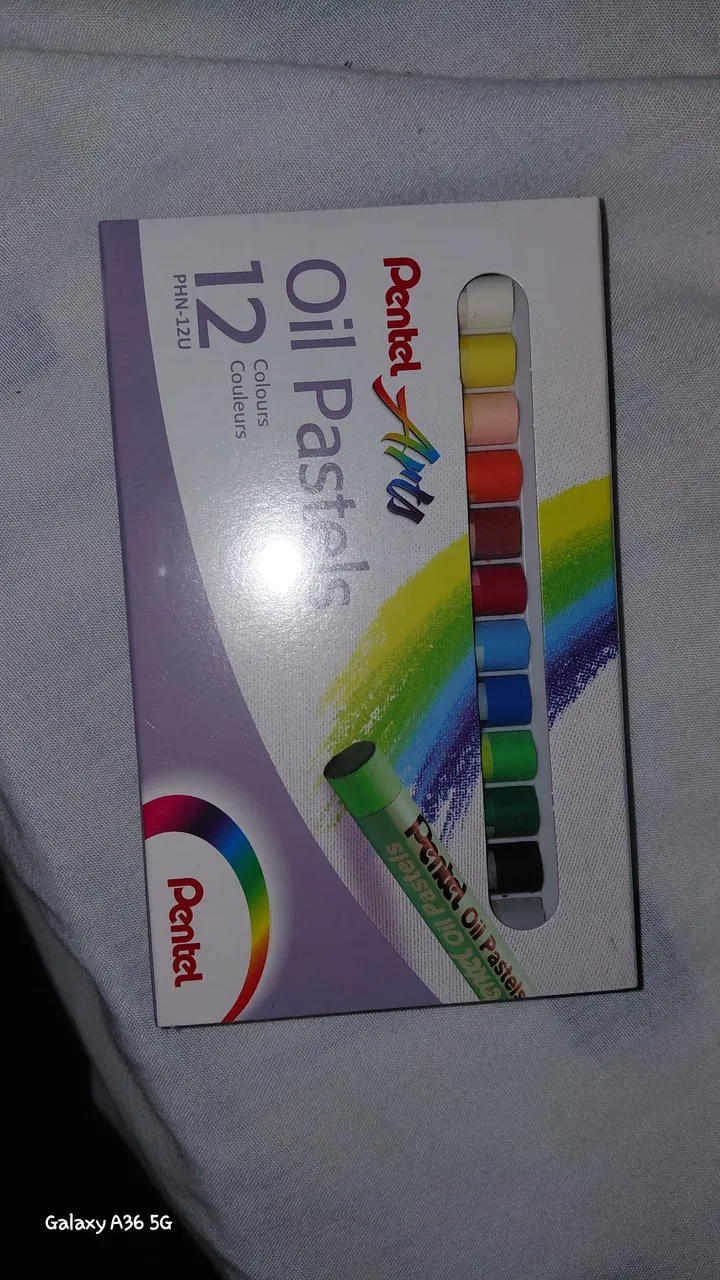 Pentel Arts
Oil Pastels
12
Colours
Couleurs
PHN-12U
Pentel Oil Pastels
Pentel
Galaxy A36 5G